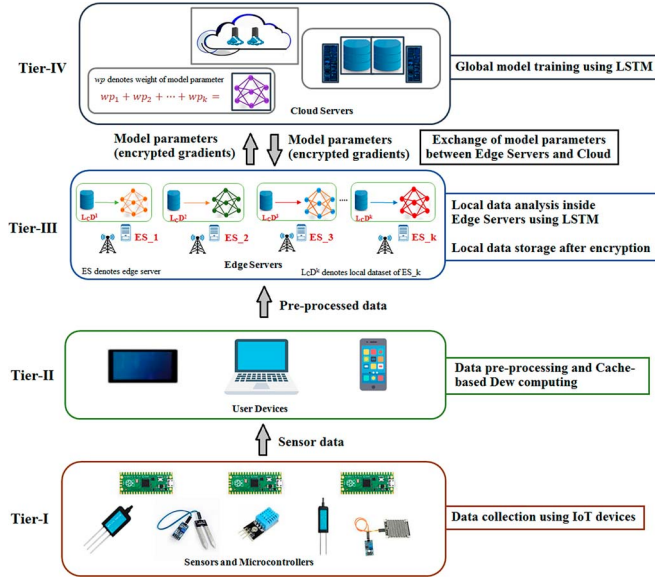 Tier-IV
wp denotes weight of model parameter
wp₁ + wp₂ + ⋯ + wpₖ =
Cloud Servers
Global model training using LSTM
Model parameters
(encrypted gradients)
Model parameters
(encrypted gradients)
Exchange of model parameters
between Edge Servers and Cloud
Tier-III
LCD¹
LCD²
LCD³
....
LCDᵏ
ES_1
ES_2
ES_3
ES_k
Edge Servers
ES denotes edge server
LCDᵏ denotes local dataset of ES_k
Local data analysis inside
Edge Servers using LSTM
Local data storage after encryption
Pre-processed data
Tier-II
User Devices
Data pre-processing and Cache-
based Dew computing
Sensor data
Tier-I
Sensors and Microcontrollers
Data collection using IoT devices